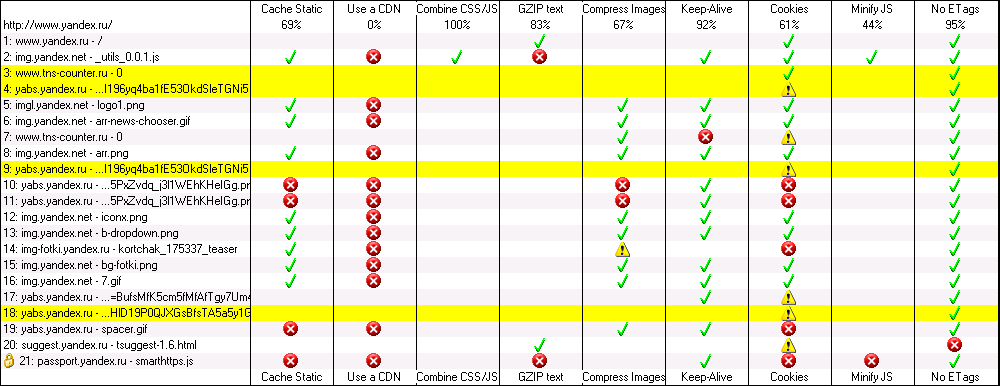 Cache Static Use a CDN Combine CSS/JS GZIP text Compress Images Keep-Alive Cookies Minify JS No ETags
http://www.yandex.ru/ 69% 0% 100% 83% 67% 92% 61% 44% 95%
1: www.yandex.ru - /
2: img.yandex.net - _utils_0.0.1.js
3: www.tns-counter.ru - 0
4: yabs.yandex.ru - ...I196yq4ba1fE53OkdSIeTGNi5
5: imgl.yandex.net - logo1.png
6: img.yandex.net - arr-news-chooser.gif
7: www.tns-counter.ru - 0
8: img.yandex.net - arr.png
9: yabs.yandex.ru - ...I196yq4ba1fE53OkdSIeTGNi5
10: yabs.yandex.ru - ...5PxZvdq_j3I1WEhKHeIGg.pr
11: yabs.yandex.ru - ...5PxZvdq_j3I1WEhKHeIGg.pr
12: img.yandex.net - iconx.png
13: img.yandex.net - b-dropdown.png
14: img-fotki.yandex.ru - kortchak_175337_teaser
15: img.yandex.net - bg-fotki.png
16: img.yandex.net - 7.gif
17: yabs.yandex.ru - ...=BufsMfK5cm5fMfAfTgy7Um4
18: yabs.yandex.ru - ...HID19P0QJXGsBfsTA5a5y1G
19: yabs.yandex.ru - spacer.gif
20: suggest.yandex.ru - tsuggest-1.6.html
21: passport.yandex.ru - smarthttps.js
Cache Static Use a CDN Combine CSS/JS GZIP text Compress Images Keep-Alive Cookies Minify JS No ETags